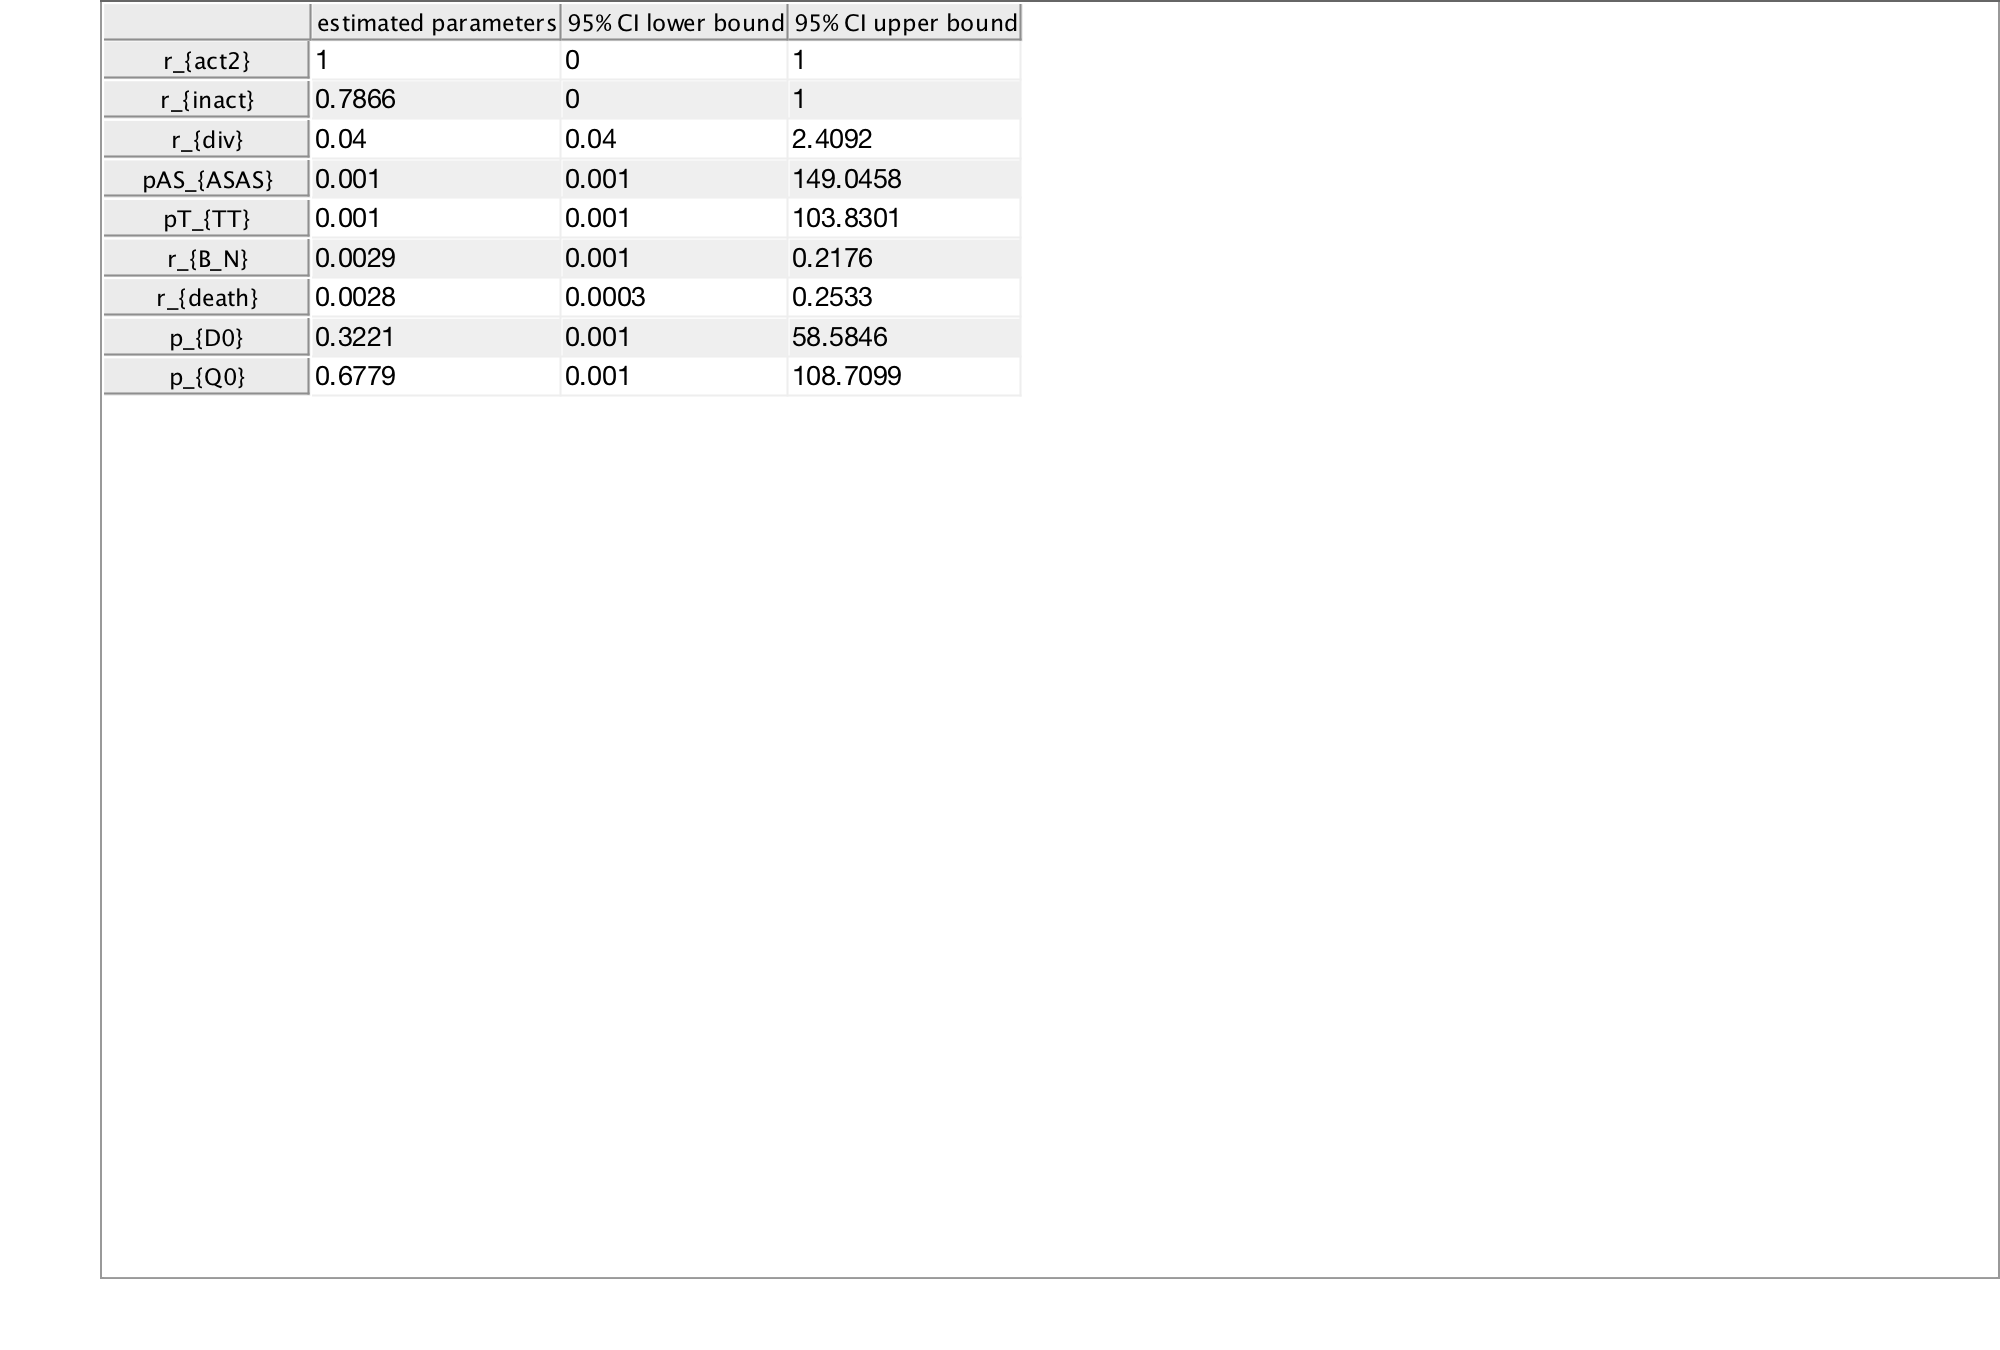 estimated parameters 95% CI lower bound 95% CI upper bound
r_{act2} 1 0 1
r_{inact} 0.7866 0 1
r_{div} 0.04 0.04 2.4092
pAS_{ASAS} 0.001 0.001 149.0458
pT_{TT} 0.001 0.001 103.8301
r_{B_N} 0.0029 0.001 0.2176
r_{death} 0.0028 0.0003 0.2533
p_{D0} 0.3221 0.001 58.5846
p_{Q0} 0.6779 0.001 108.7099